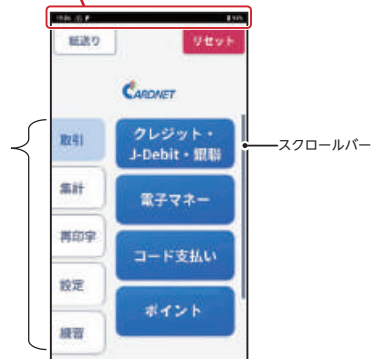 紙送り
リセット
CARDNET
取引
クレジット・
J-Debit・銀聯
スクロールバー
集計
電子マネー
再印字
コード支払い
設定
ポイント
練習